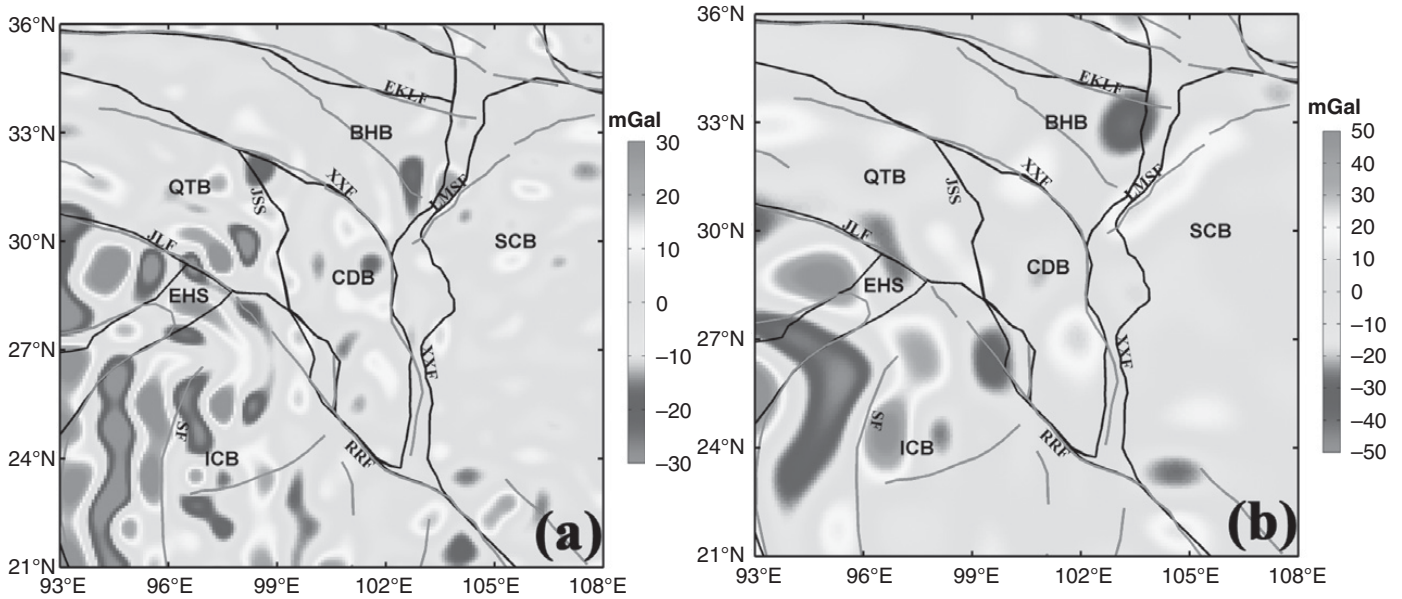 36°N
33°N
30°N
27°N
24°N
21°N
93°E 96°E 99°E 102°E 105°E 108°E
EKLF
BHB
XXF
QTB
JSS
LMSF
JLF
SCB
CDB
EHS
XXF
SF
ICB
RRF
(a)
mGal
30
20
10
0
−10
−20
−30
36°N
33°N
30°N
27°N
24°N
21°N
93°E 96°E 99°E 102°E 105°E 108°E
EKLF
BHB
XXF
QTB
JSS
LMSF
JLF
SCB
CDB
EHS
XXF
SF
ICB
RRF
(b)
mGal
50
40
30
20
10
0
−10
−20
−30
−40
−50